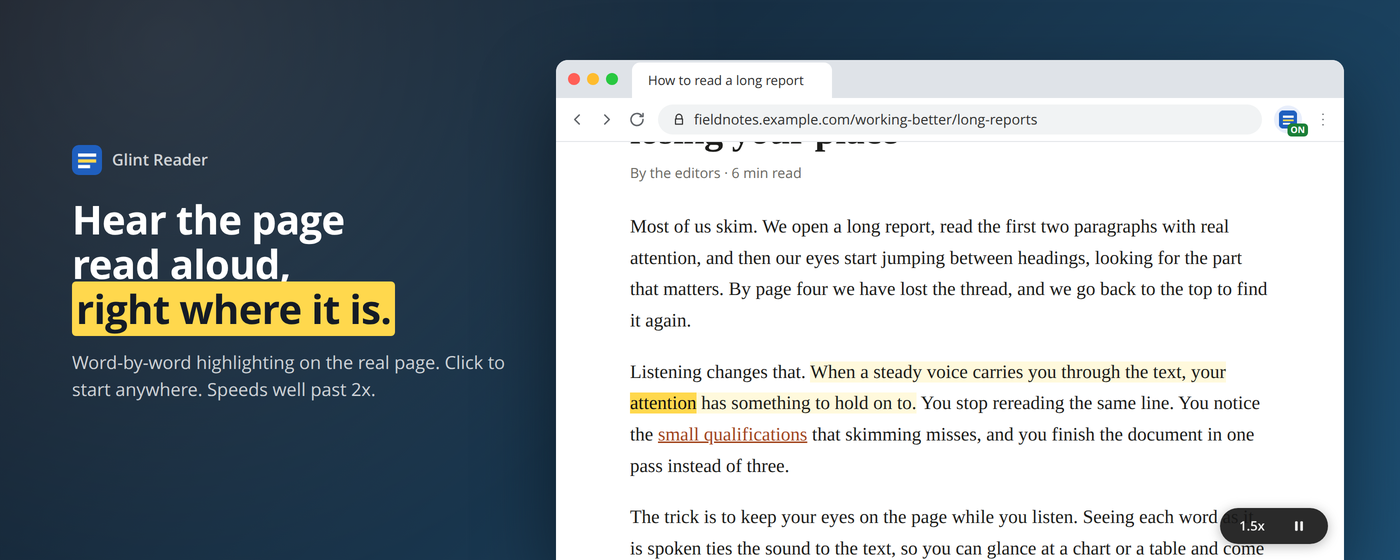 Glint Reader
Hear the page
read aloud,
right where it is.
Word-by-word highlighting on the real page. Click to
start anywhere. Speeds well past 2x.
How to read a long report
fieldnotes.example.com/working-better/long-reports
ON
your place
By the editors · 6 min read
Most of us skim. We open a long report, read the first two paragraphs with real
attention, and then our eyes start jumping between headings, looking for the part
that matters. By page four we have lost the thread, and we go back to the top to find
it again.
Listening changes that. When a steady voice carries you through the text, your
attention has something to hold on to. You stop rereading the same line. You notice
the small qualifications that skimming misses, and you finish the document in one
pass instead of three.
The trick is to keep your eyes on the page while you listen. Seeing each word as it
is spoken ties the sound to the text, so you can glance at a chart or a table and come
1.5x